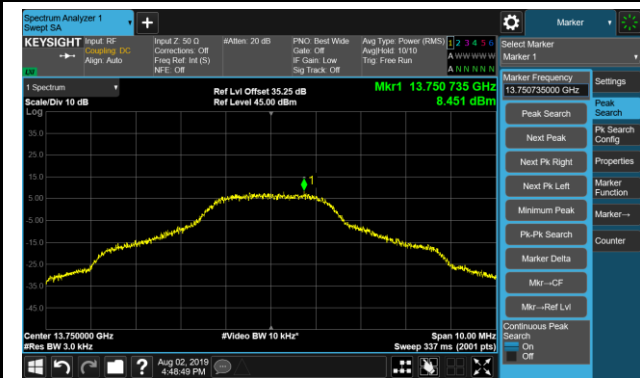 Spectrum Analyzer 1
Swept SA
+
Marker
KEYSIGHT
Input: RF
Coupling: DC
Align: Auto
Input Z: 50 Ω
Corrections: Off
Freq Ref: Int (S)
NFE: Off
#Atten: 20 dB
PNO: Best Wide
Gate: Off
IF Gain: Low
Sig Track: Off
Avg Type: Power (RMS)
Avg|Hold: 10/10
Trig: Free Run
1 2 3 4 5 6
A W W W W W
A N N N N N
Select Marker
Marker 1
1 Spectrum
Scale/Div 10 dB
Log
Ref Lvl Offset 35.25 dB
Ref Level 45.00 dBm
Mkr1 13.750 735 GHz
8.451 dBm
35.0
25.0
15.0
5.00
-5.00
-15.0
-25.0
-35.0
-45.0
1
Center 13.750000 GHz
#Res BW 3.0 kHz
#Video BW 10 kHz*
Span 10.00 MHz
Sweep 337 ms (2001 pts)
Marker Frequency
13.750735000 GHz
Peak Search
Next Peak
Next Pk Right
Next Pk Left
Minimum Peak
Pk-Pk Search
Marker Delta
Mkr→CF
Mkr→Ref Lvl
Continuous Peak
Search
On
Off
Settings
Peak
Search
Pk Search
Config
Properties
Marker
Function
Marker→
Counter
?
Aug 02, 2019
4:48:49 PM